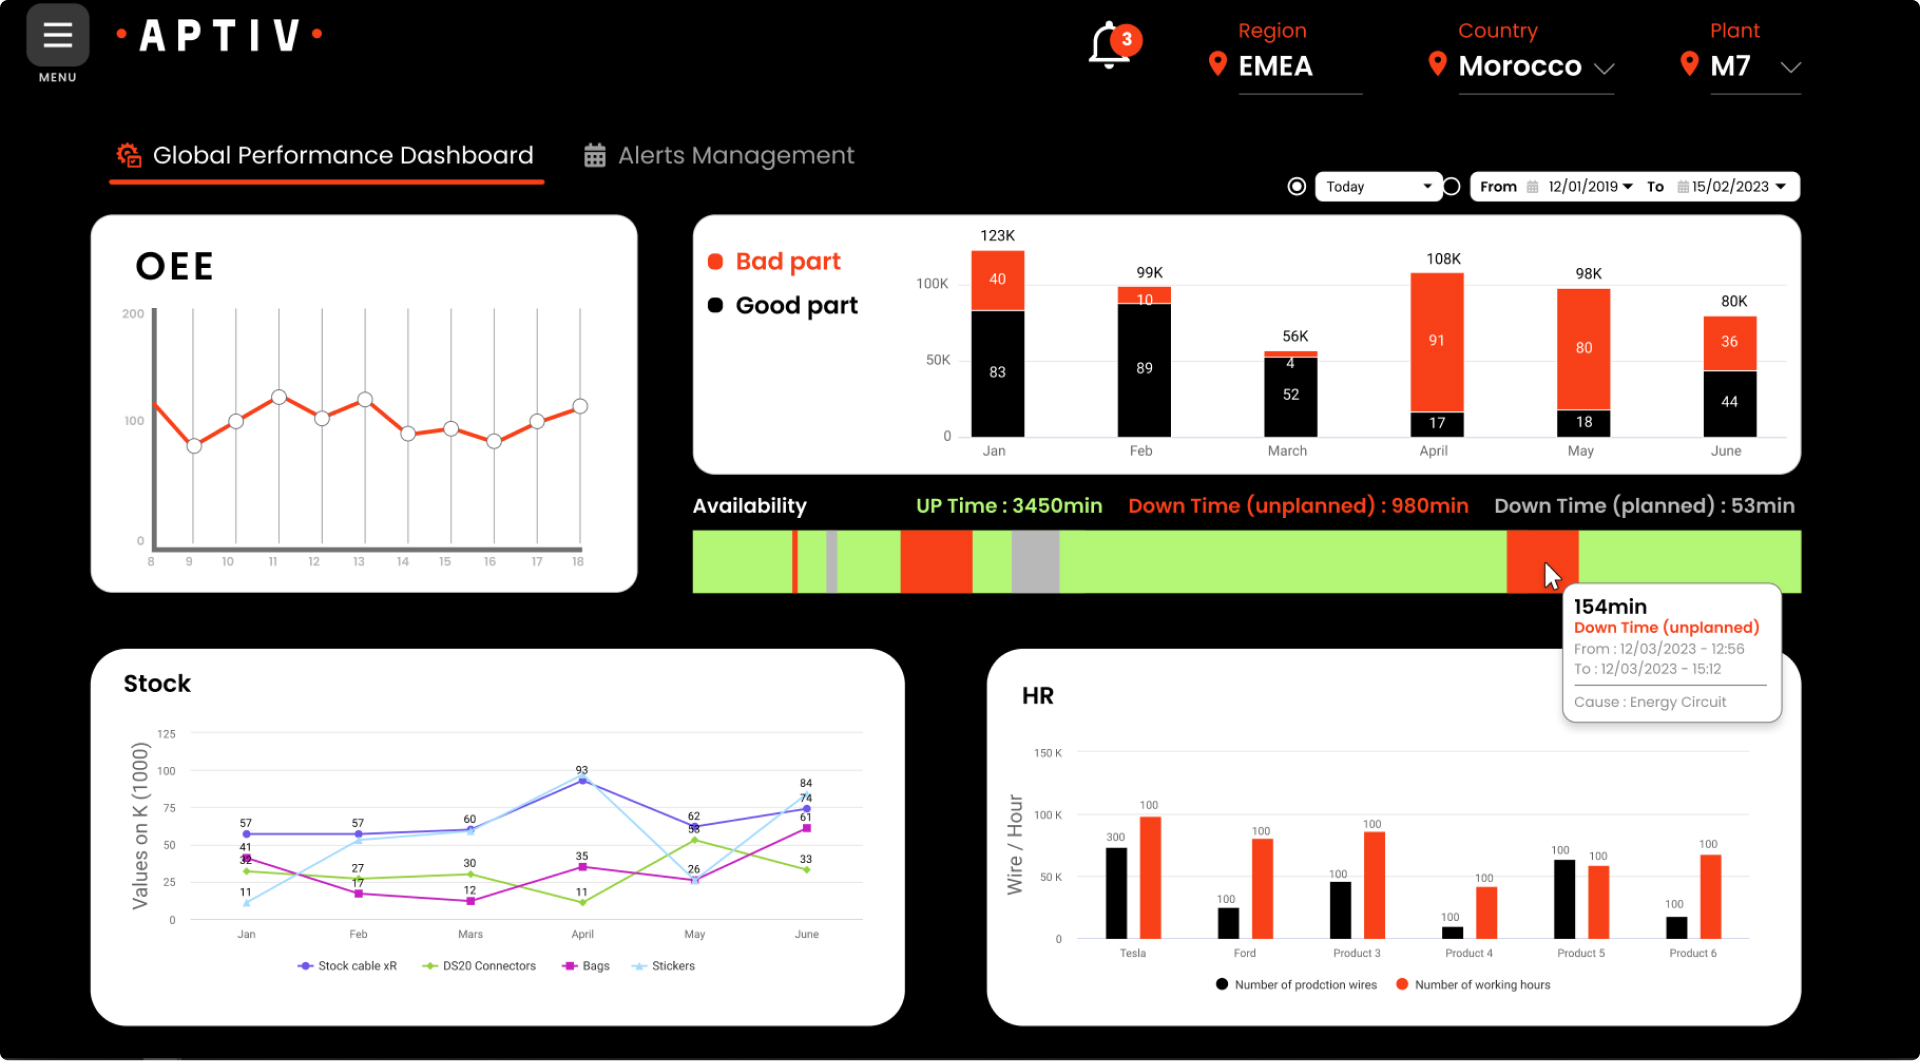 APTIV
MENU
3
Region
EMEA
Country
Morocco
Plant
M7
Global Performance Dashboard
Alerts Management
Today
From 12/01/2019 To 15/02/2023
OEE
200
100
0
8 9 10 11 12 13 14 15 16 17 18
Bad part
Good part
100K
50K
0
123K
40
83
Jan
99K
10
89
Feb
56K
4
52
March
108K
91
17
April
98K
80
18
May
80K
36
44
June
Availability
UP Time : 3450min
Down Time (unplanned) : 980min
Down Time (planned) : 53min
154min
Down Time (unplanned)
From : 12/03/2023 - 12:56
To : 12/03/2023 - 15:12
Cause : Energy Circuit
Stock
Values on K (1000)
125
100
75
50
25
0
57
41
32
11
57
27
17
60
30
12
93
35
11
62
53
26
84
74
61
33
Jan Feb Mars April May June
Stock cable xR DS20 Connectors Bags Stickers
HR
Wire / Hour
150 K
100 K
50 K
0
300 100
100 100
100 100
100 100
100 100
100 100
Tesla Ford Product 3 Product 4 Product 5 Product 6
Number of prodction wires Number of working hours